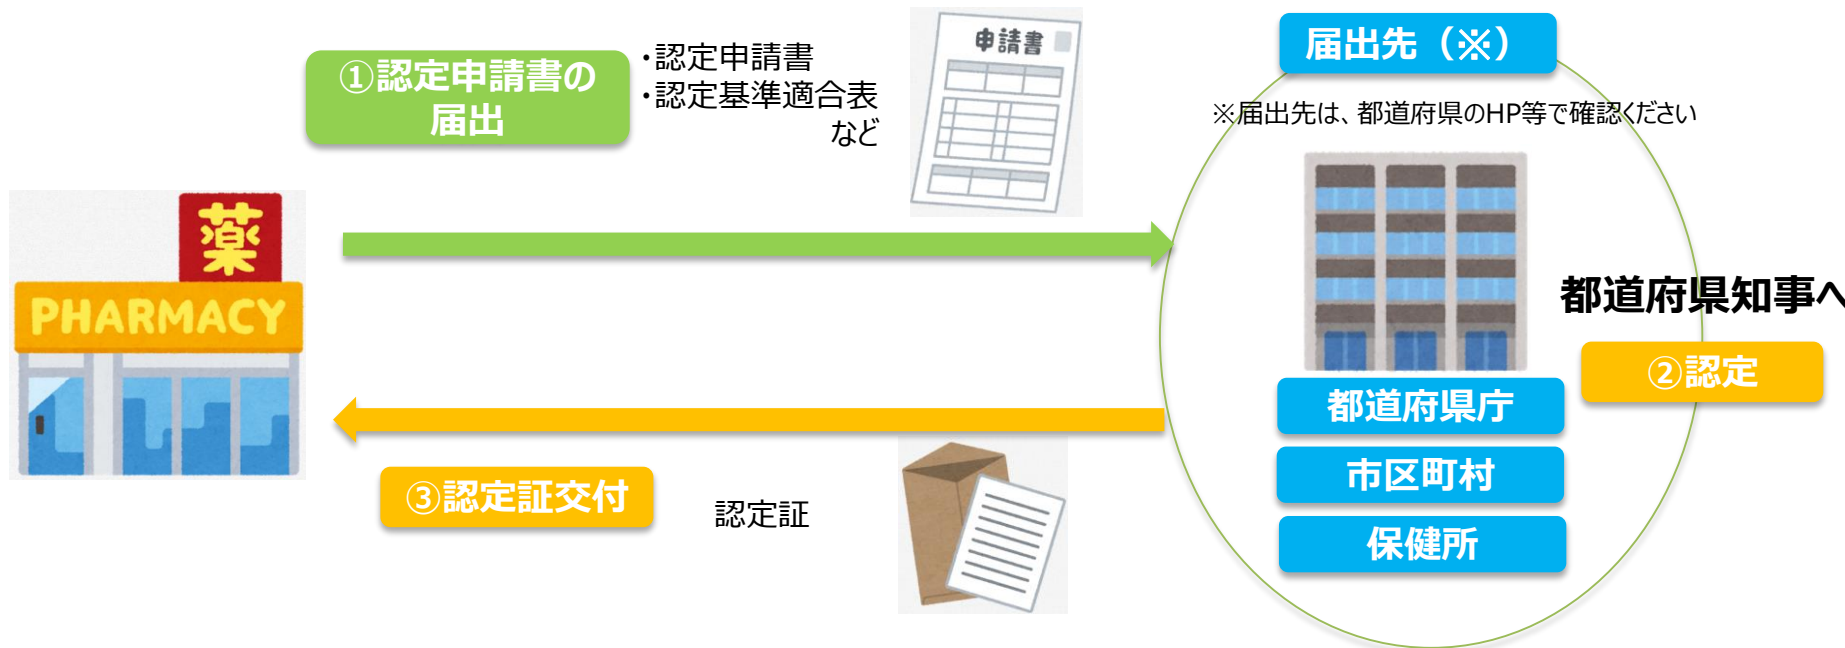 ①認定申請書の
届出
・認定申請書
・認定基準適合表
など
申請書
届出先（※）
※届出先は、都道府県のHP等で確認ください
薬
PHARMACY
都道府県知事へ
②認定
都道府県庁
市区町村
保健所
③認定証交付
認定証